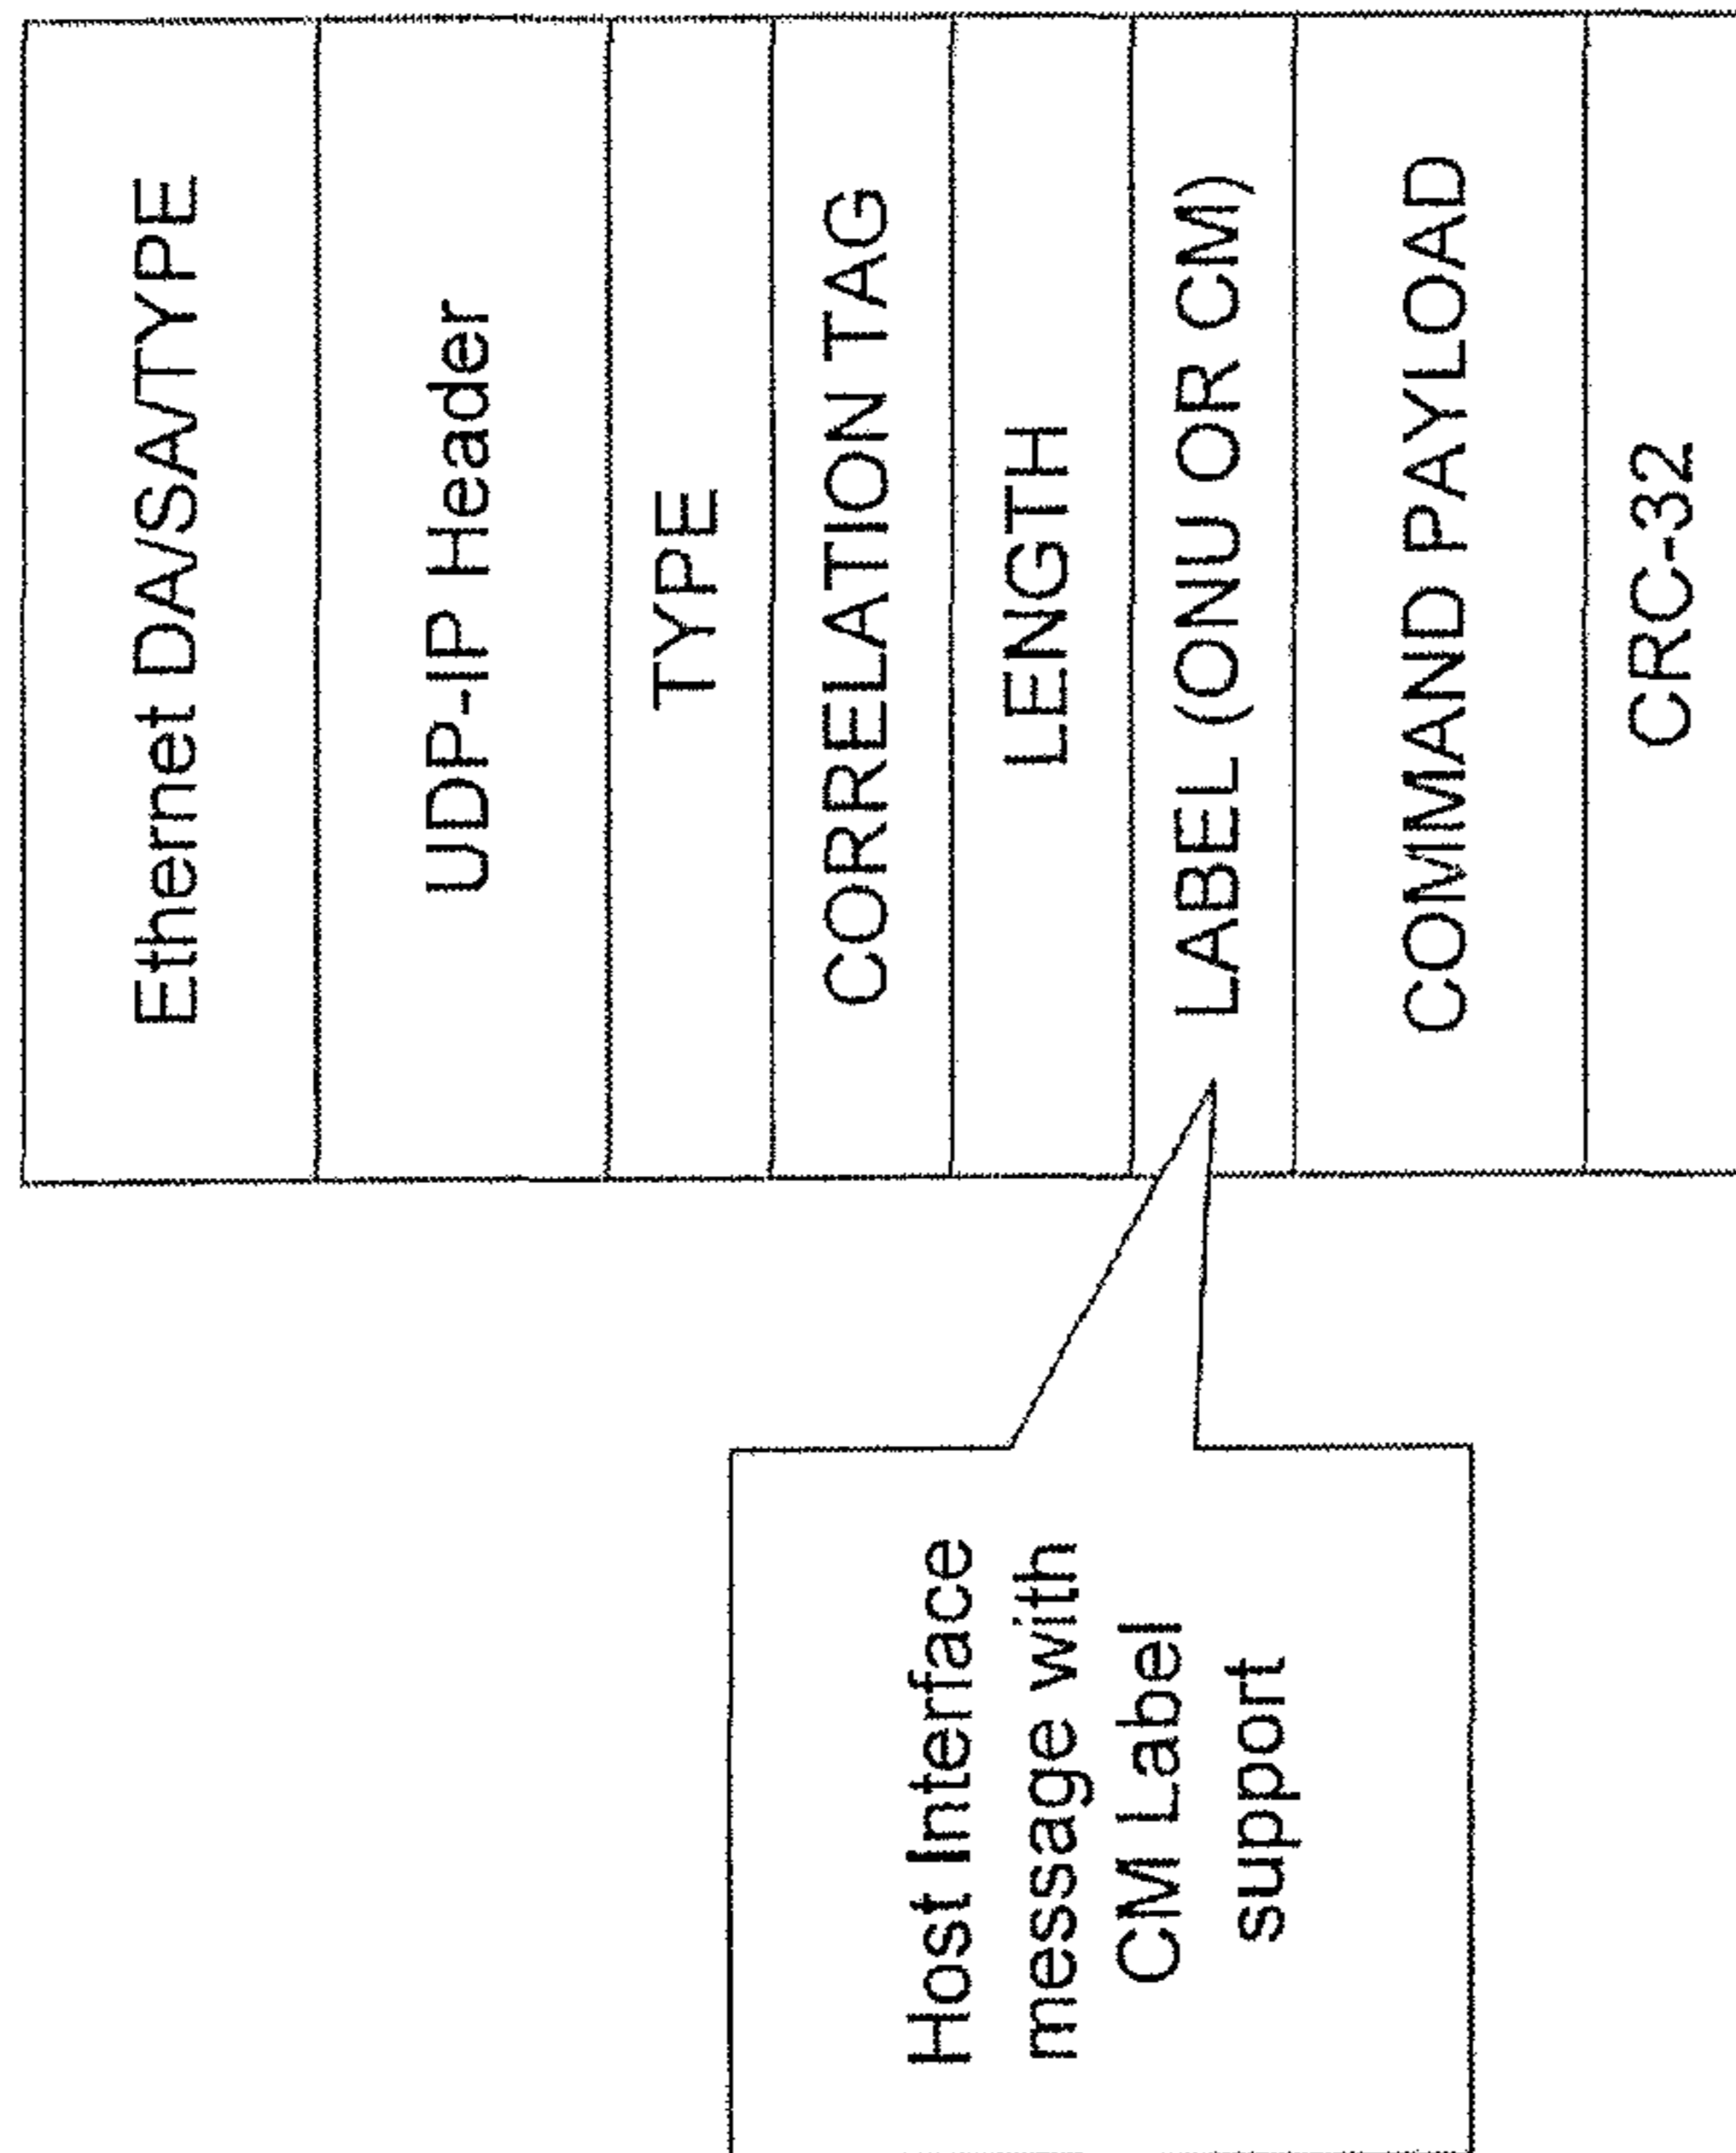 Ethernet DA/SA/TYPE
UDP-IP Header
TYPE
CORRELATION TAG
LENGTH
LABEL (ONU OR CM)
COMMAND PAYLOAD
CRC-32
Host Interface
message with
CM Label
support